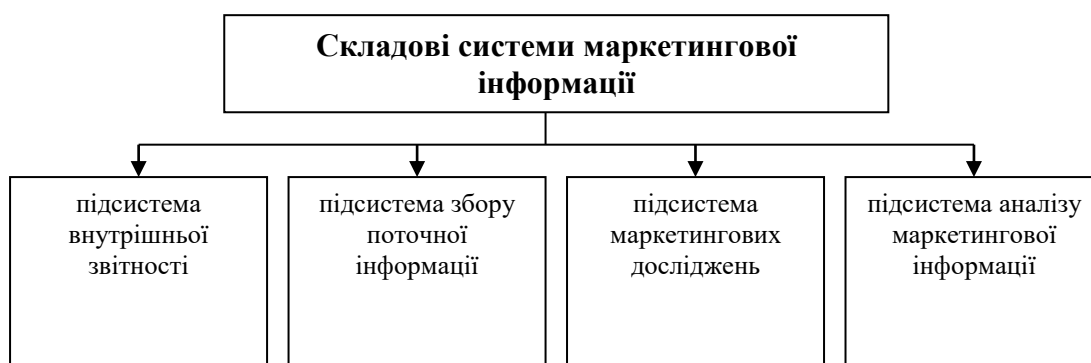 Складові системи маркетингової
інформації
підсистема
внутрішньої
звітності
підсистема збору
поточної
інформації
підсистема
маркетингових
досліджень
підсистема аналізу
маркетингової
інформації